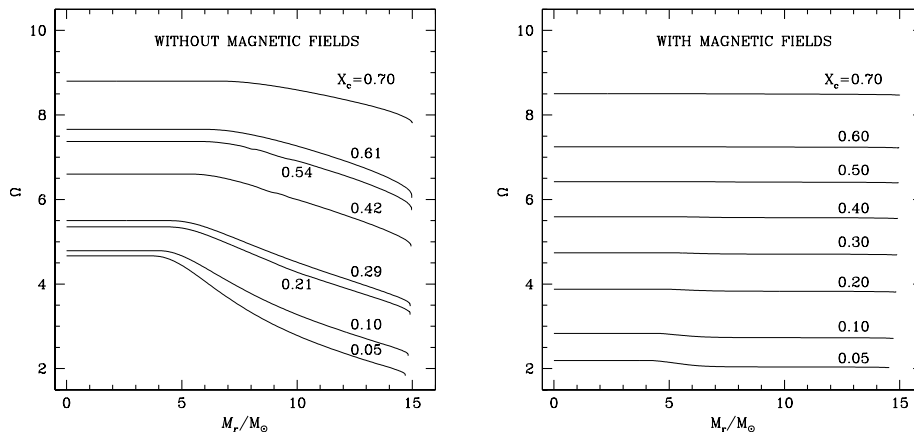 WITHOUT MAGNETIC FIELDS
X_c=0.70
0.61
0.54
0.42
0.29
0.21
0.10
0.05
10
8
6
4
2
Ω
0 5 10 15
M_r/M_⊙
WITH MAGNETIC FIELDS
X_c=0.70
0.60
0.50
0.40
0.30
0.20
0.10
0.05
10
8
6
4
2
Ω
0 5 10 15
M_r/M_⊙